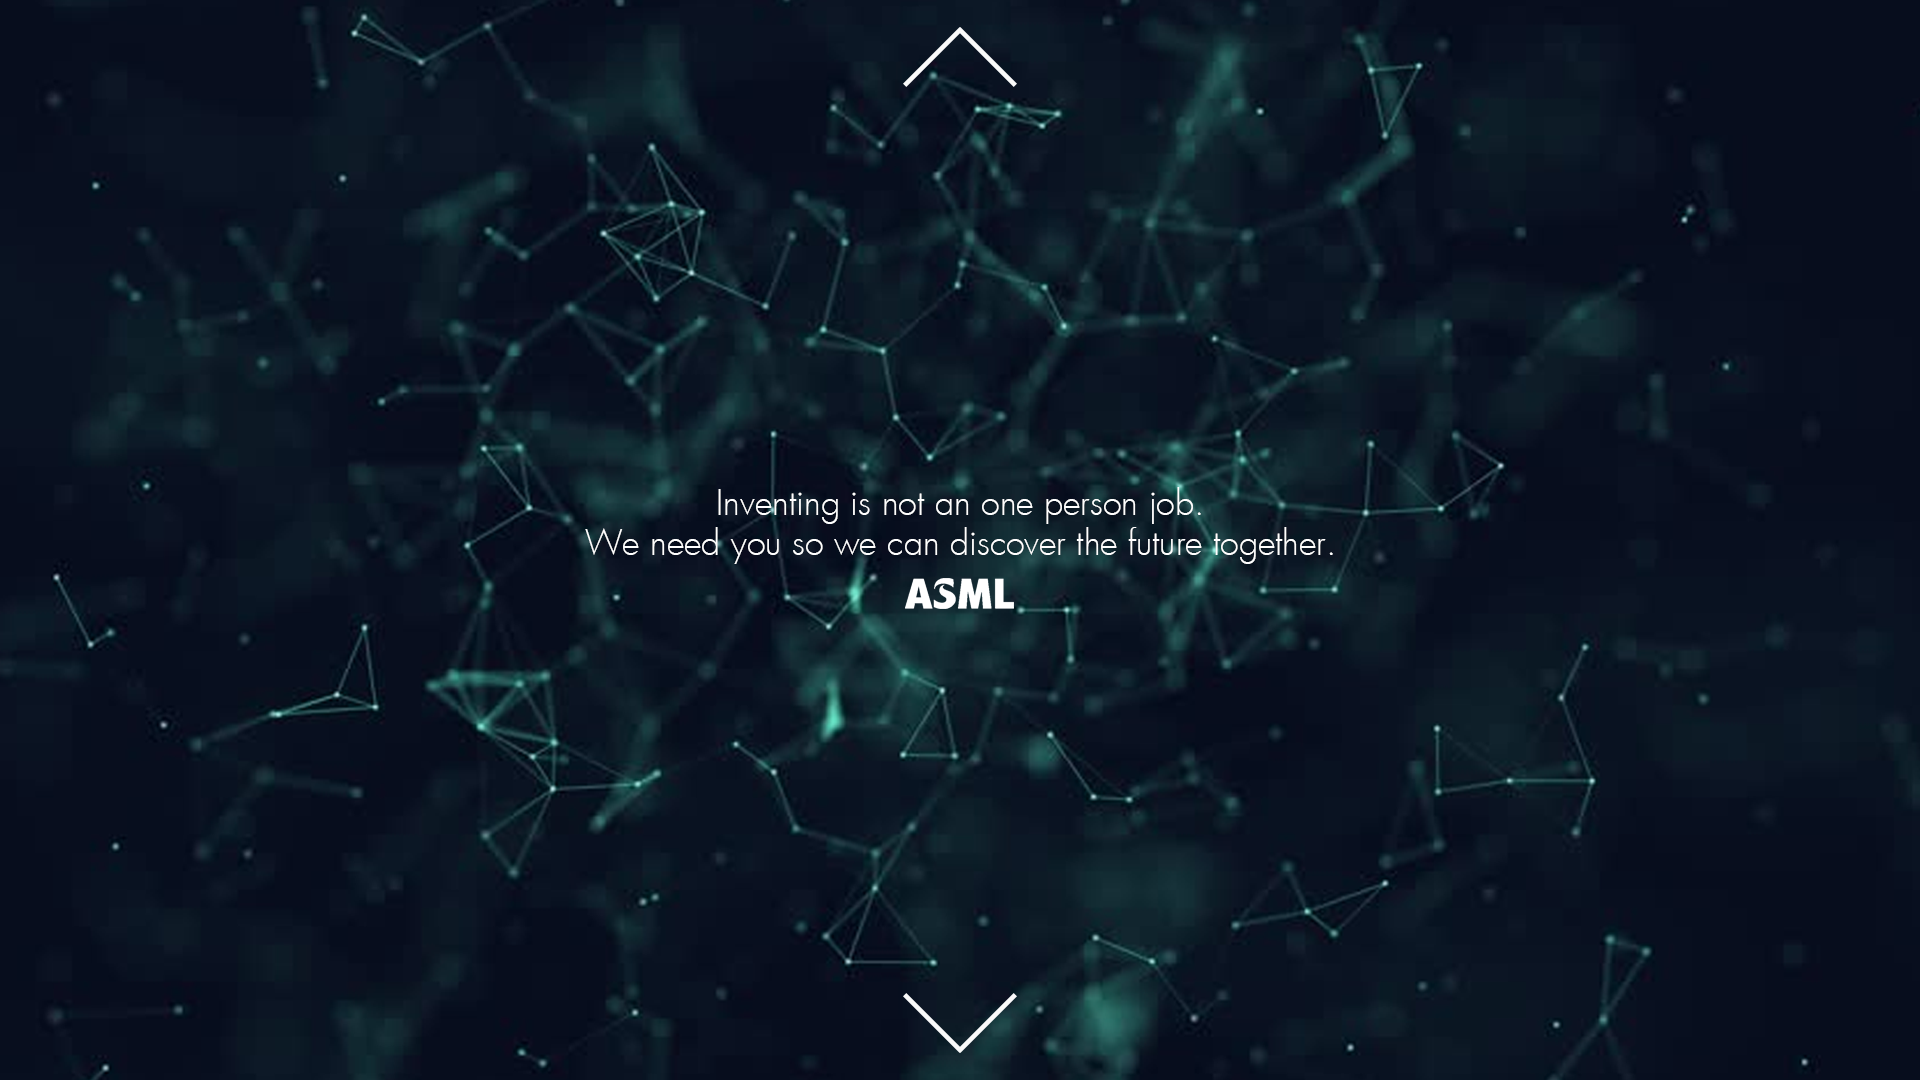 Inventing is not an one person job.
We need you so we can discover the future together.
ASML